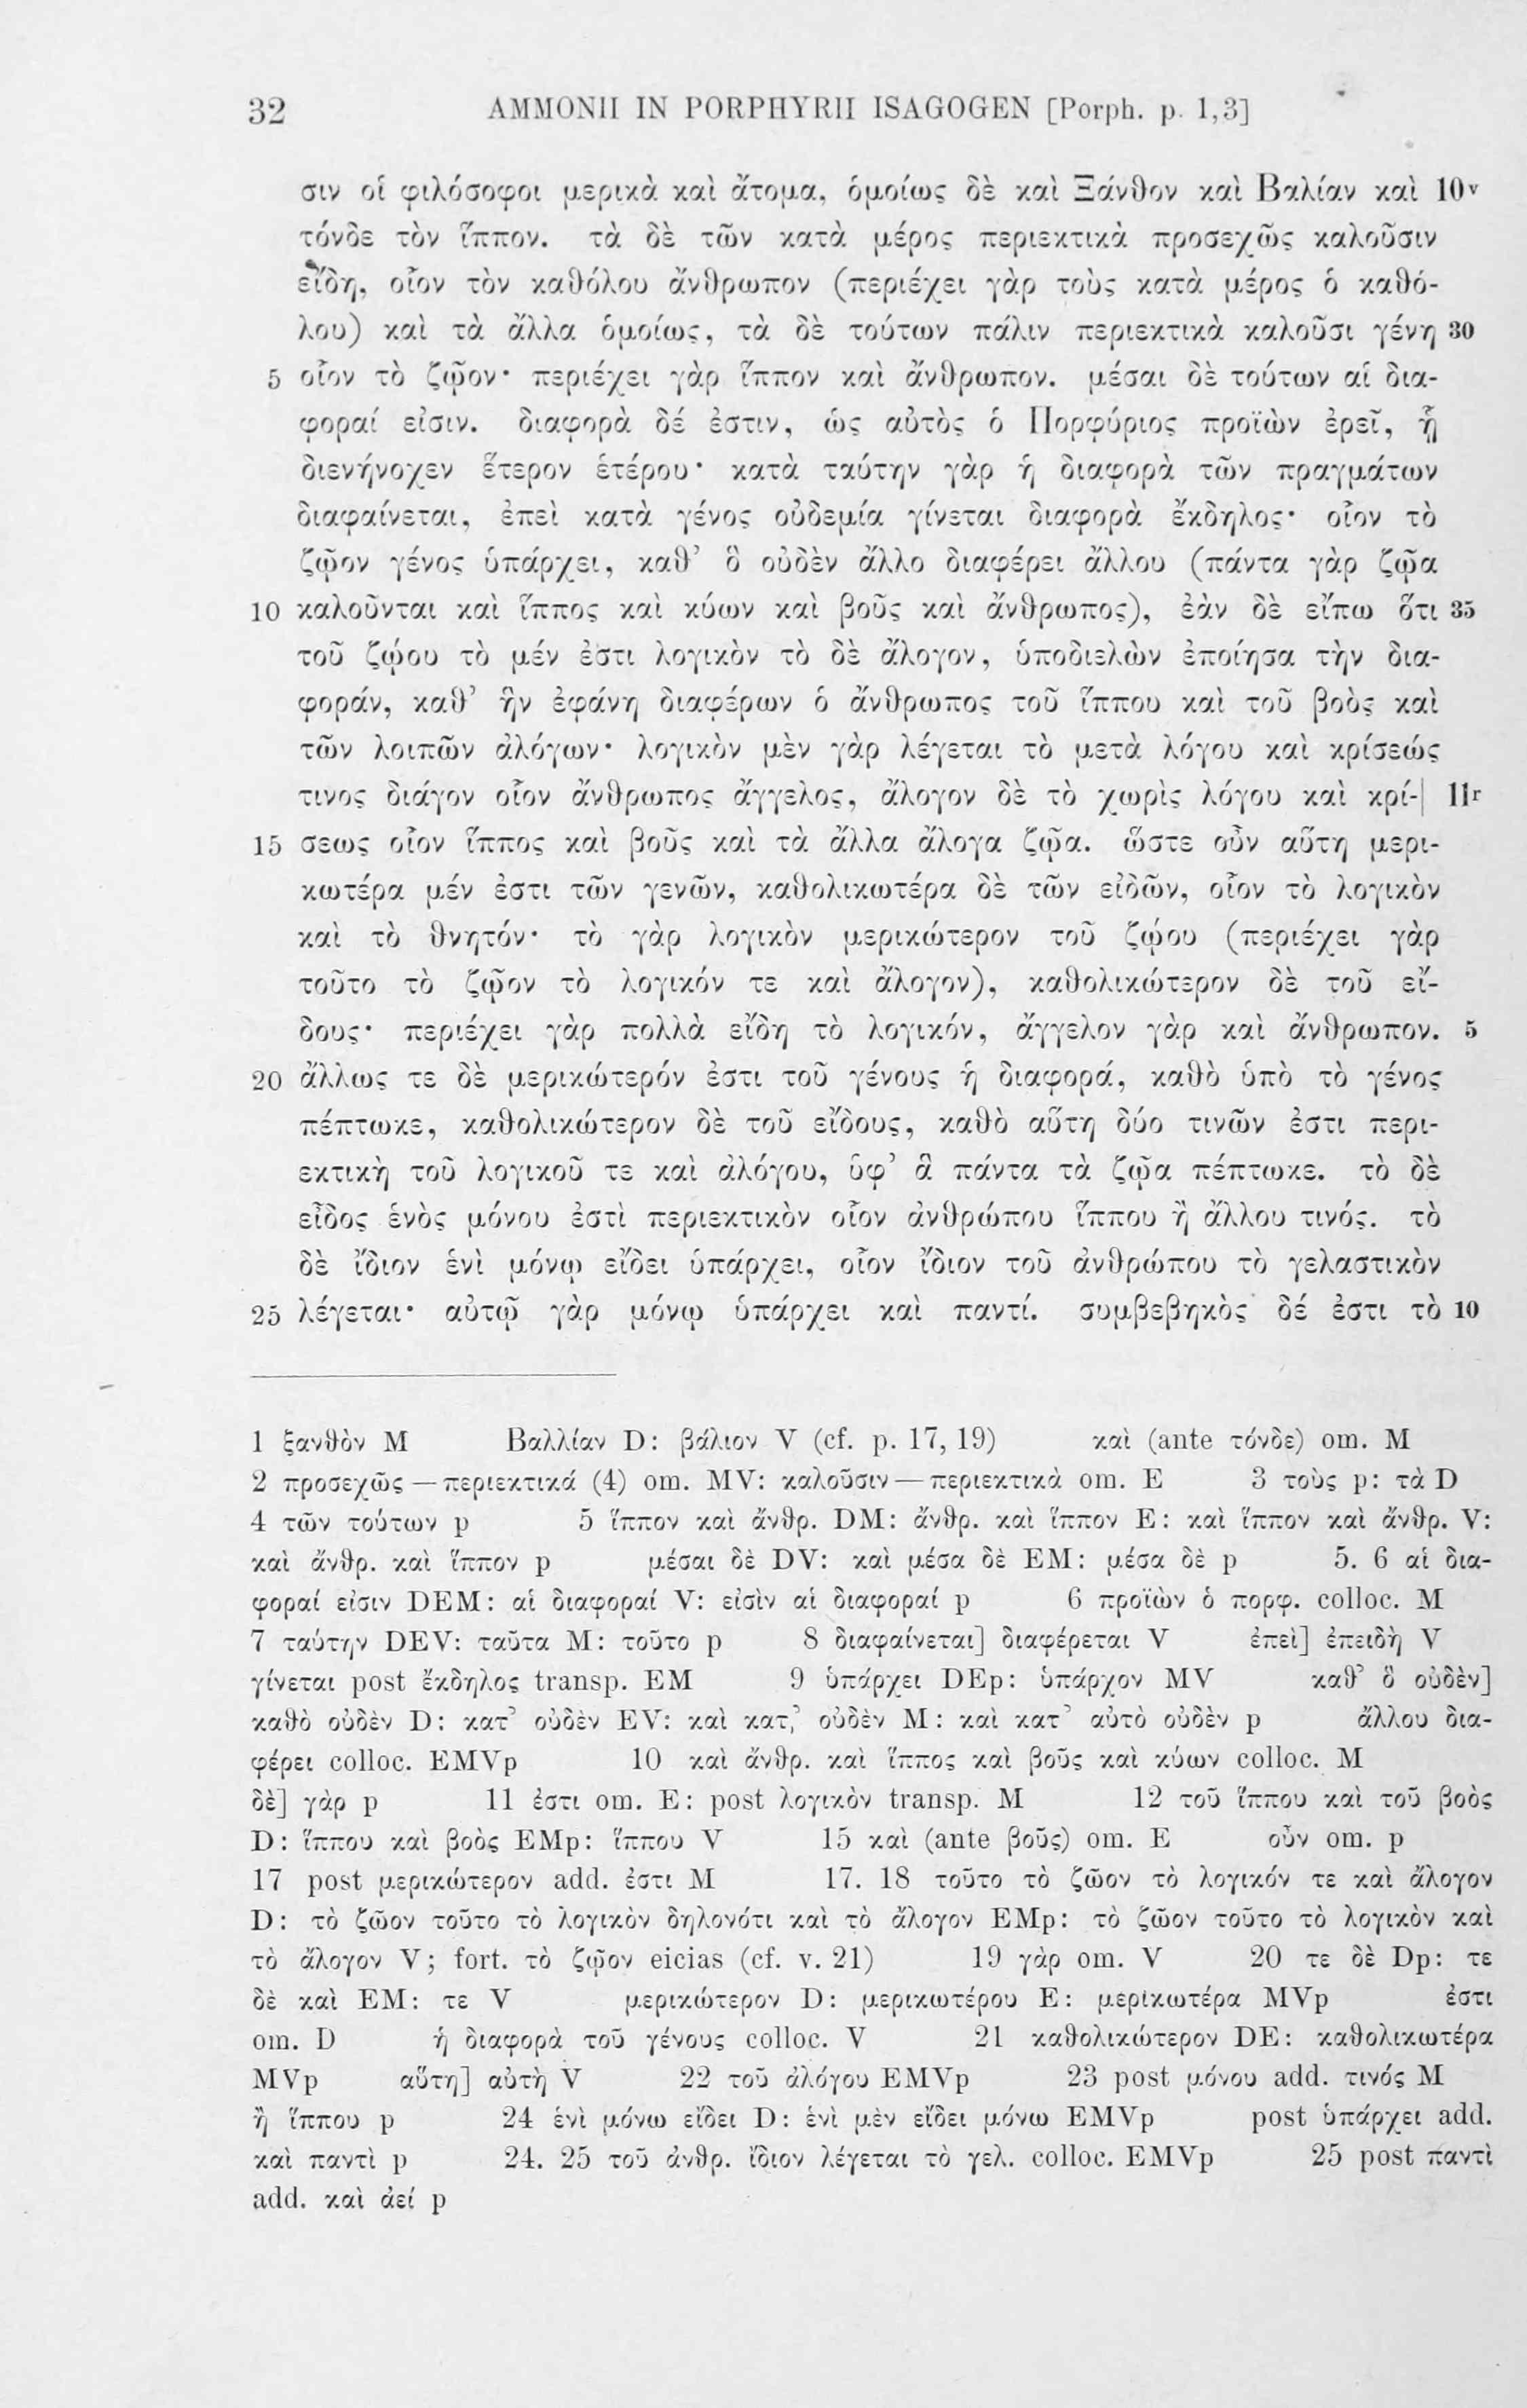 32 AMMONII IN PORPHYRII ISAGOGEN [Porph. p. 1,3]
σιν οἱ φιλόσοφοι μερικὰ καὶ ἄτομα, ὁμοίως δὲ καὶ Ξάνθον καὶ Βαλίαν καὶ 10v
τόνδε τὸν ἵππον. τὰ δὲ τῶν κατὰ μέρος περιεκτικὰ προσεχῶς καλοῦσιν
εἴδη, οἷον τὸν καθόλου ἄνθρωπον (περιέχει γὰρ τοὺς κατὰ μέρος ὁ καθό-
λου) καὶ τὰ ἄλλα ὁμοίως, τὰ δὲ τούτων πάλιν περιεκτικὰ καλοῦσι γένη 30
5 οἷον τὸ ζῷον· περιέχει γὰρ ἵππον καὶ ἄνθρωπον. μέσαι δὲ τούτων αἱ δια-
φοραί εἰσιν. διαφορὰ δέ ἐστιν, ὡς αὐτὸς ὁ Πορφύριος προϊὼν ἐρεῖ, ᾗ
διενήνοχεν ἕτερον ἑτέρου· κατὰ ταύτην γὰρ ἡ διαφορὰ τῶν πραγμάτων
διαφαίνεται, ἐπεὶ κατὰ γένος οὐδεμία γίνεται διαφορὰ ἔκδηλος· οἷον τὸ
ζῷον γένος ὑπάρχει, καθ’ ὃ οὐδὲν ἄλλο διαφέρει ἄλλου (πάντα γὰρ ζῷα
10 καλοῦνται καὶ ἵππος καὶ κύων καὶ βοῦς καὶ ἄνθρωπος), ἐὰν δὲ εἴπω ὅτι 35
τοῦ ζῴου τὸ μέν ἐστι λογικὸν τὸ δὲ ἄλογον, ὑποδιελὼν ἐποίησα τὴν δια-
φοράν, καθ’ ἣν ἐφάνη διαφέρων ὁ ἄνθρωπος τοῦ ἵππου καὶ τοῦ βοὸς καὶ
τῶν λοιπῶν ἀλόγων· λογικὸν μὲν γὰρ λέγεται τὸ μετὰ λόγου καὶ κρίσεώς
τινος διάγον οἷον ἄνθρωπος ἄγγελος, ἄλογον δὲ τὸ χωρὶς λόγου καὶ κρί-| 11r
15 σεως οἷον ἵππος καὶ βοῦς καὶ τὰ ἄλλα ἄλογα ζῷα. ὥστε οὖν αὕτη μερι-
κωτέρα μέν ἐστι τῶν γενῶν, καθολικωτέρα δὲ τῶν εἰδῶν, οἷον τὸ λογικὸν
καὶ τὸ θνητόν· τὸ γὰρ λογικὸν μερικώτερον τοῦ ζῴου (περιέχει γὰρ
τοῦτο τὸ ζῷον τὸ λογικόν τε καὶ ἄλογον), καθολικώτερον δὲ τοῦ εἴ-
δους· περιέχει γὰρ πολλὰ εἴδη τὸ λογικόν, ἄγγελον γὰρ καὶ ἄνθρωπον. 5
20 ἄλλως τε δὲ μερικώτερόν ἐστι τοῦ γένους ἡ διαφορά, καθὸ ὑπὸ τὸ γένος
πέπτωκε, καθολικώτερον δὲ τοῦ εἴδους, καθὸ αὕτη δύο τινῶν ἐστι περι-
εκτικὴ τοῦ λογικοῦ τε καὶ ἀλόγου, ὑφ’ ἃ πάντα τὰ ζῷα πέπτωκε. τὸ δὲ
εἶδος ἑνὸς μόνου ἐστὶ περιεκτικὸν οἷον ἀνθρώπου ἵππου ἢ ἄλλου τινός. τὸ
δὲ ἴδιον ἑνὶ μόνῳ εἴδει ὑπάρχει, οἷον ἴδιον τοῦ ἀνθρώπου τὸ γελαστικὸν
25 λέγεται· αὐτῷ γὰρ μόνῳ ὑπάρχει καὶ παντί. συμβεβηκὸς δέ ἐστι τὸ 10
1 ξανθὸν M Βαλλίαν D: βάλιον V (cf. p. 17, 19) καὶ (ante τόνδε) om. M
2 προσεχῶς — περιεκτικά (4) om. MV: καλοῦσιν — περιεκτικὰ om. E 3 τοὺς p: τὰ D
4 τῶν τούτων p 5 ἵππον καὶ ἄνθρ. DM: ἄνθρ. καὶ ἵππον E: καὶ ἵππον καὶ ἄνθρ. V:
καὶ ἄνθρ. καὶ ἵππον p μέσαι δὲ DV: καὶ μέσα δὲ EM: μέσα δὲ p 5. 6 αἱ δια-
φοραί εἰσιν DEM: αἱ διαφοραί V: εἰσὶν αἱ διαφοραί p 6 προϊὼν ὁ πορφ. colloc. M
7 ταύτην DEV: ταῦτα M: τοῦτο p 8 διαφαίνεται] διαφέρεται V ἐπεὶ] ἐπειδὴ V
γίνεται post ἔκδηλος transp. EM 9 ὑπάρχει DEp: ὑπάρχον MV καθ’ ὃ οὐδὲν]
καθὸ οὐδὲν D: κατ’ οὐδὲν EV: καὶ κατ’, οὐδὲν M: καὶ κατ’ αὐτὸ οὐδὲν p ἄλλου δια-
φέρει colloc. EMVp 10 καὶ ἄνθρ. καὶ ἵππος καὶ βοῦς καὶ κύων colloc. M
δὲ] γὰρ p 11 ἐστι om. E: post λογικὸν transp. M 12 τοῦ ἵππου καὶ τοῦ βοὸς
D: ἵππου καὶ βοὸς EMp: ἵππου V 15 καὶ (ante βοῦς) om. E οὖν om. p
17 post μερικώτερον add. ἐστι M 17. 18 τοῦτο τὸ ζῶον τὸ λογικόν τε καὶ ἄλογον
D: τὸ ζῶον τοῦτο τὸ λογικὸν δηλονότι καὶ τὸ ἄλογον EMp: τὸ ζῶον τοῦτο τὸ λογικὸν καὶ
τὸ ἄλογον V; fort. τὸ ζῷον eicias (cf. v. 21) 19 γὰρ om. V 20 τε δὲ Dp: τε
δὲ καὶ EM: τε V μερικώτερον D: μερικωτέρου E: μερικωτέρα MVp ἐστι
om. D ἡ διαφορὰ τοῦ γένους colloc. V 21 καθολικώτερον DE: καθολικωτέρα
MVp αὕτη] αὐτὴ V 22 τοῦ ἀλόγου EMVp 23 post μόνου add. τινός M
ἢ ἵππου p 24 ἑνὶ μόνω εἴδει D: ἑνὶ μὲν εἴδει μόνω EMVp post ὑπάρχει add.
καὶ παντὶ p 24. 25 τοῦ ἀνθρ. ἴδιον λέγεται τὸ γελ. colloc. EMVp 25 post παντὶ
add. καὶ ἀεί p